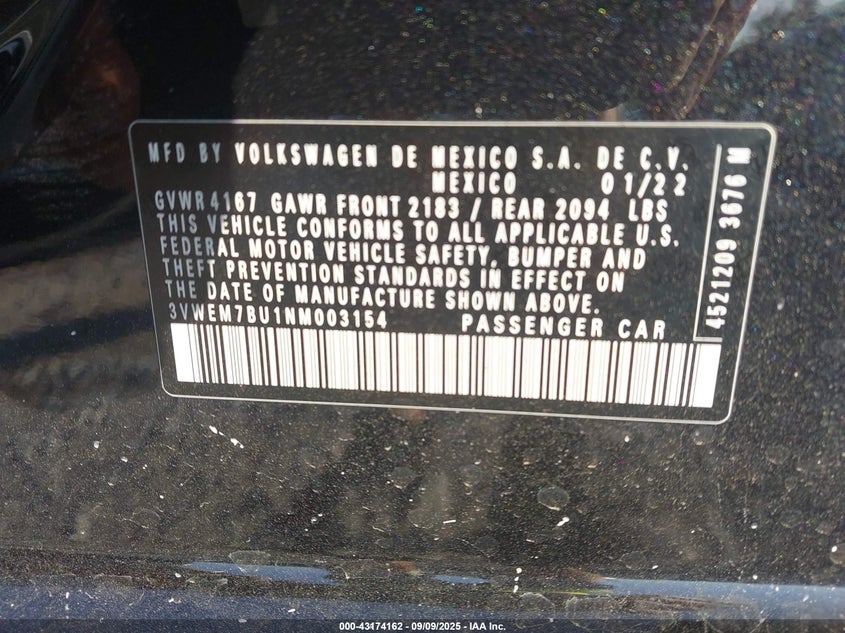 MFD BY VOLKSWAGEN DE MEXICO S.A. DE C.V.
MEXICO 01/22
GVWR 4167 GAWR FRONT 2183 / REAR 2094 LBS
THIS VEHICLE CONFORMS TO ALL APPLICABLE U.S.
FEDERAL MOTOR VEHICLE SAFETY, BUMPER AND
THEFT PREVENTION STANDARDS IN EFFECT ON
THE DATE OF MANUFACTURE SHOWN ABOVE.
3VWEM7BU1NM003154 PASSENGER CAR
4521209 3676 M
000-43174162 - 09/09/2025 - IAA Inc.